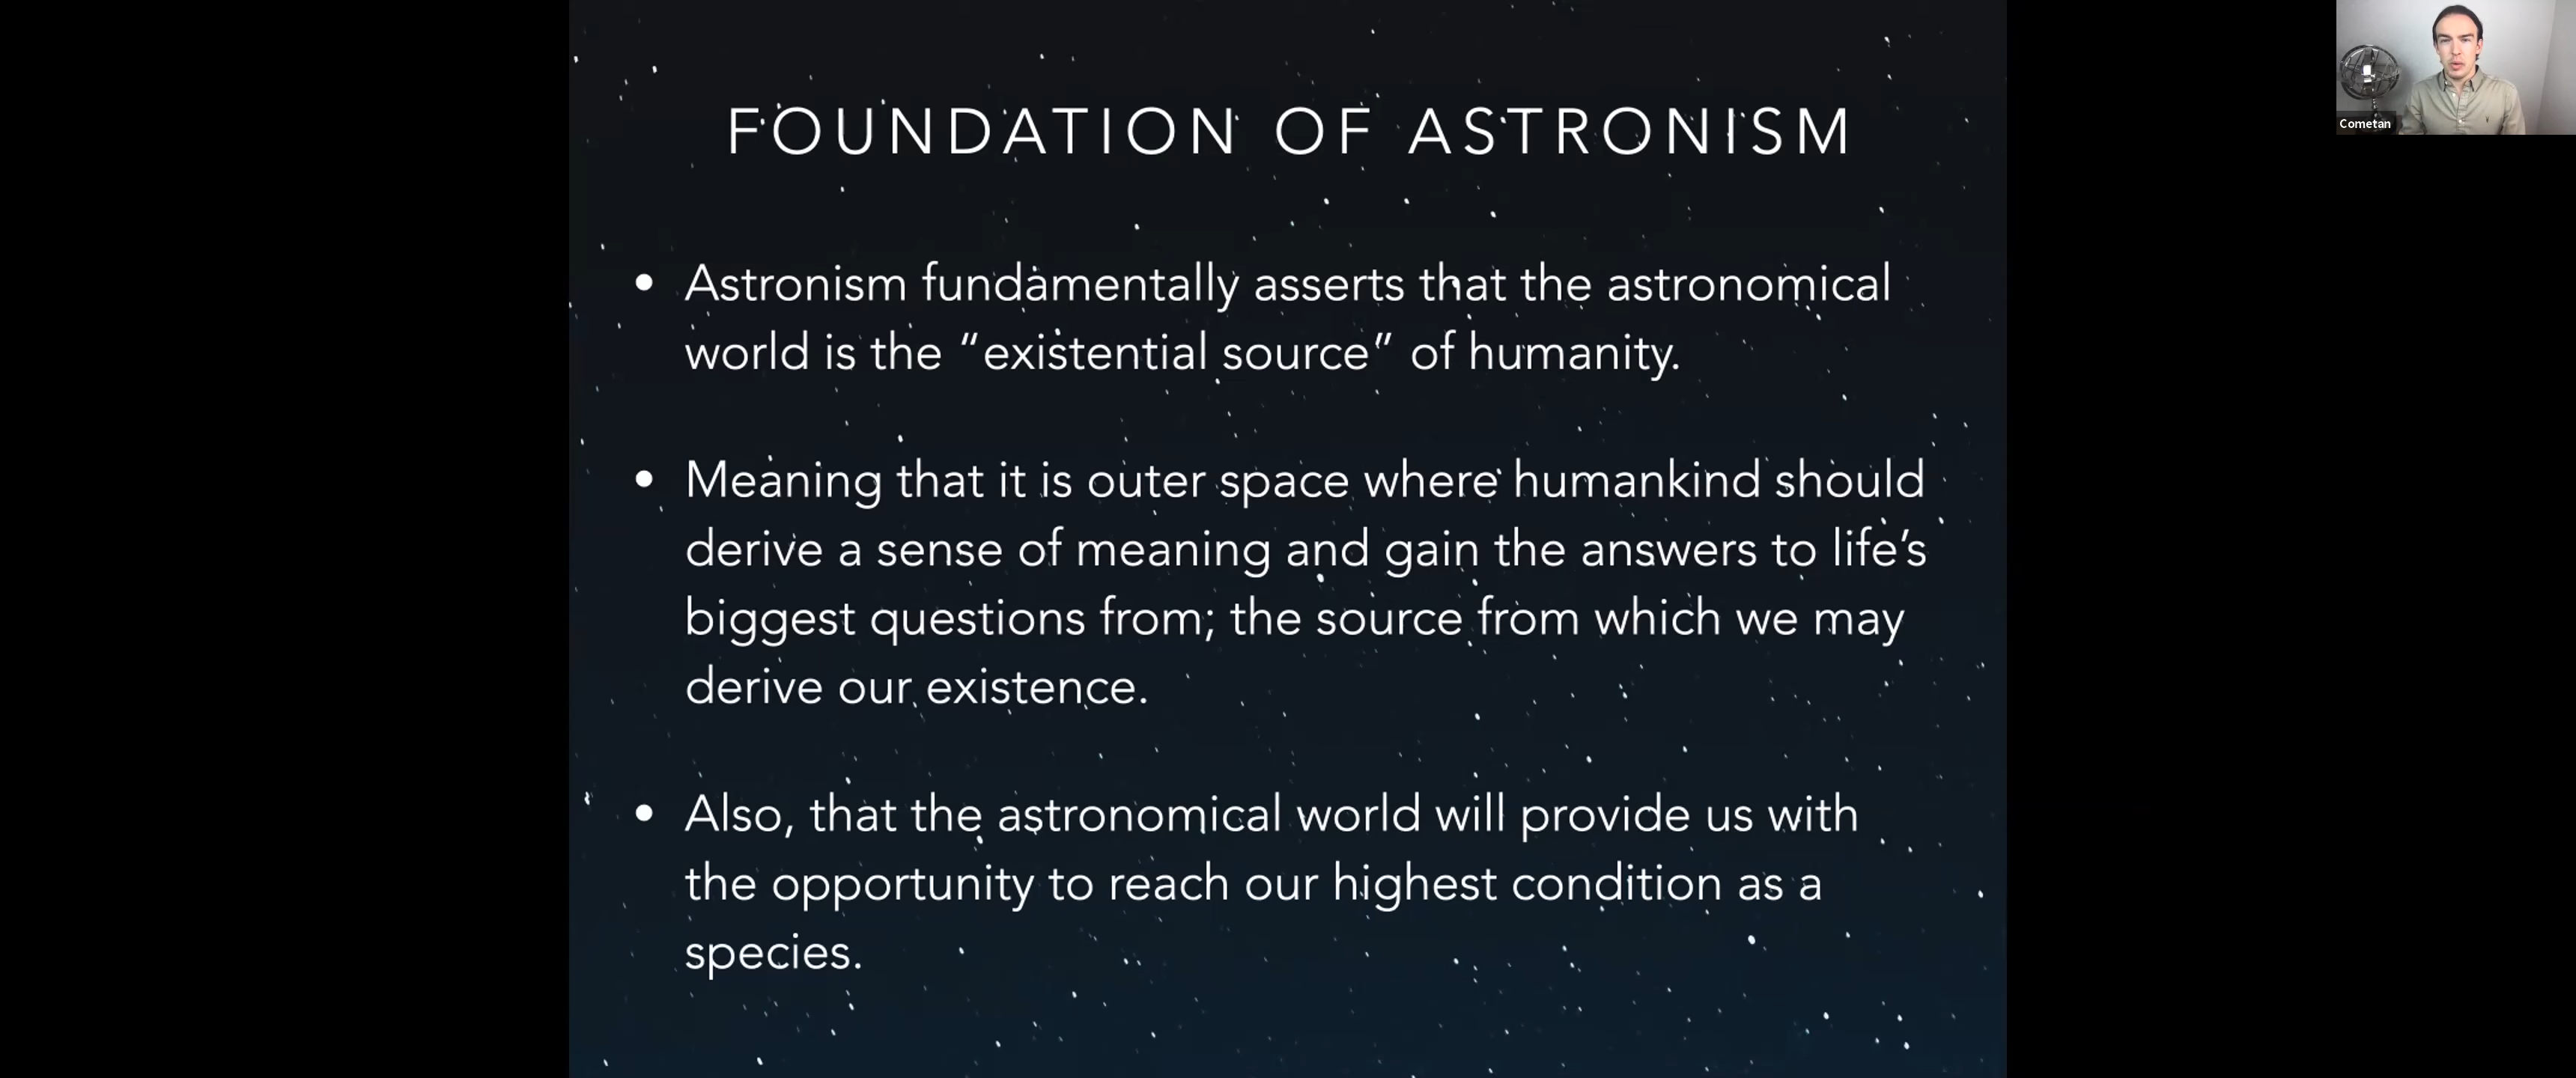 FOUNDATION OF ASTRONISM
Cometan
• Astronism fundamentally asserts that the astronomical
world is the “existential source” of humanity.
• Meaning that it is outer space where humankind should
derive a sense of meaning and gain the answers to life’s
biggest questions from; the source from which we may
derive our existence.
• Also, that the astronomical world will provide us with
the opportunity to reach our highest condition as a
species.